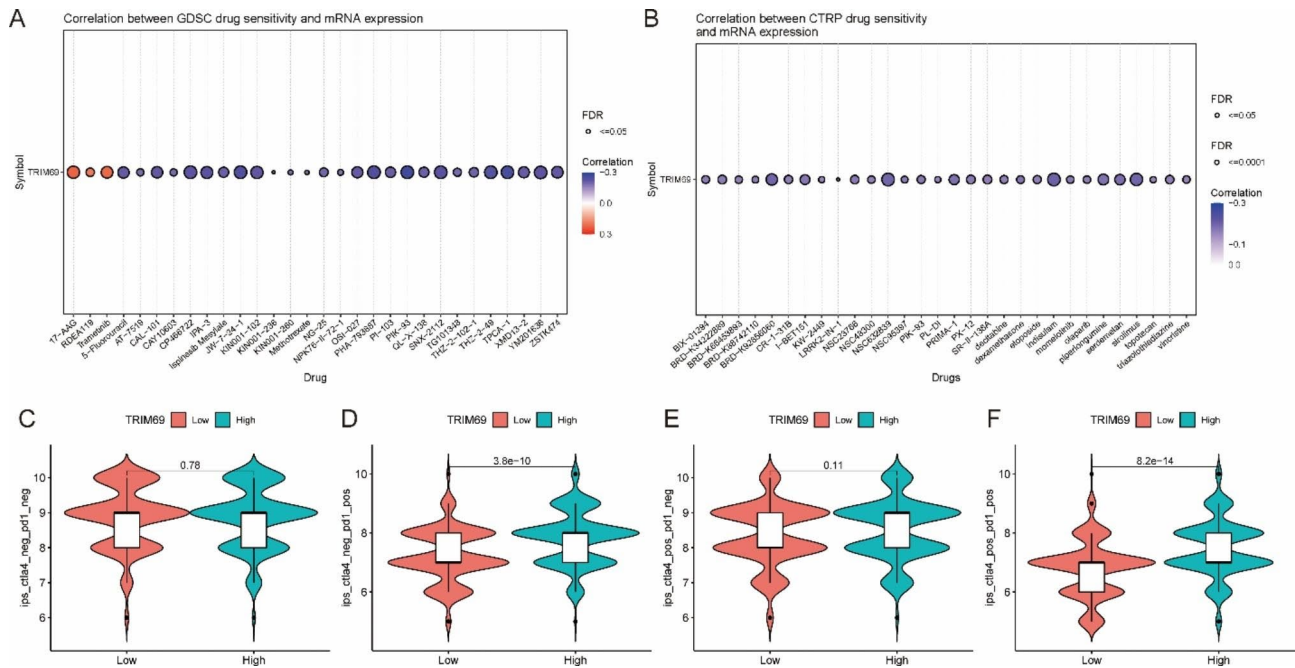 A
Correlation between GDSC drug sensitivity and mRNA expression
Symbol
TRIM69
17-AAG
RDEA119
Trametinib
5-Fluorouracil
AT-7519
CAL-101
CAY10603
CP466722
IPA-3
Ispinesib Mesylate
JW-7-24-1
KIN001-102
KIN001-236
KIN001-260
Methotrexate
NG-25
NPK76-II-72-1
OSI-027
PHA-793887
PI-103
PIK-93
QL-X-138
SNX-2112
TG101348
THZ-2-102-1
THZ-2-49
TPCA-1
XMD13-2
YM201636
ZSTK474
Drug
FDR
<=0.05
Correlation
-0.3
0.0
0.3
B
Correlation between CTRP drug sensitivity
and mRNA expression
Symbol
TRIM69
BIX-01294
BRD-K34222889
BRD-K66453893
BRD-K99749110
BRD-K92856060
CR-1-31B
I-BET151
KW-2449
LRRK2-IN-1
NSC23766
NSC48300
NSC632839
NSC95397
PIK-93
PL-DI
PRIMA-1
PX-12
SR-II-138A
decitabine
dexamethasone
etoposide
indisulam
momelotinib
olaparib
piperlongumine
serdemetan
sirolimus
topotecan
triazolothiadiazine
vincristine
Drugs
FDR
<=0.05
FDR
<=0.0001
Correlation
-0.3
-0.1
0.0
C
TRIM69 Low High
ips_ctla4_neg_pd1_neg
10
9
8
7
6
0.78
Low High
D
TRIM69 Low High
ips_ctla4_neg_pd1_pos
10
8
6
3.8e-10
Low High
E
TRIM69 Low High
ips_ctla4_pos_pd1_neg
10
9
8
7
6
0.11
Low High
F
TRIM69 Low High
ips_ctla4_pos_pd1_pos
10
8
6
8.2e-14
Low High